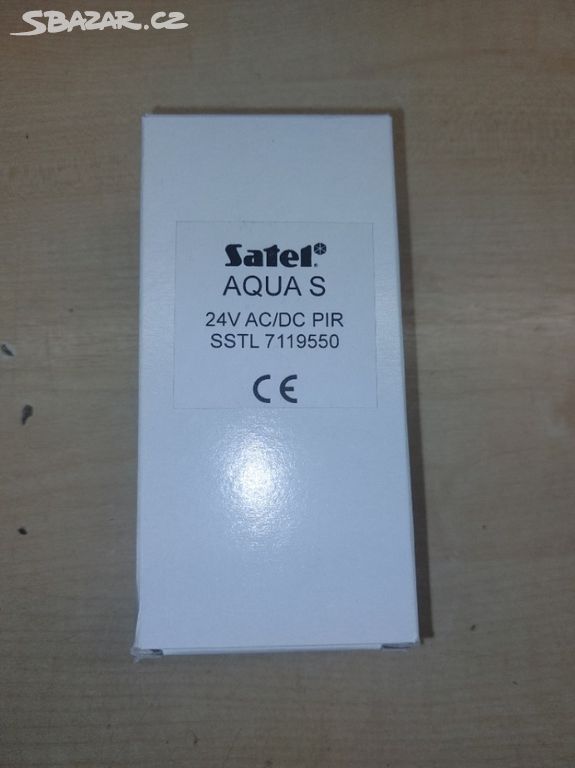 SBAZAR.CZ
Satel®
AQUA S
24V AC/DC PIR
SSTL 7119550
CE